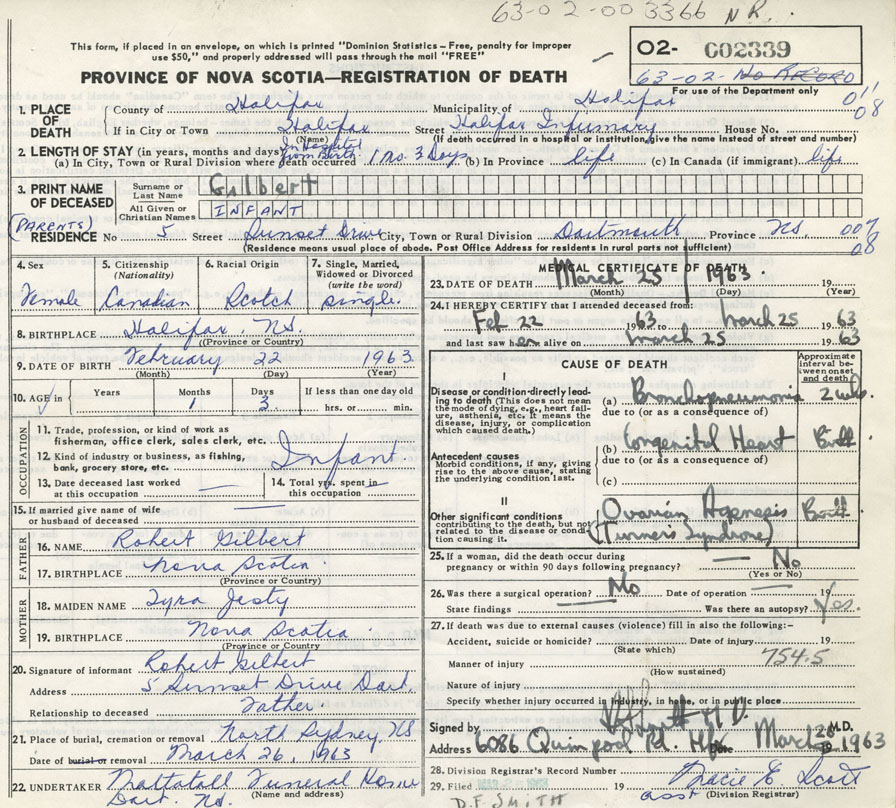 63-02-003366 NR.
This form, if placed in an envelope, on which is printed "Dominion Statistics – Free, penalty for improper
use $50," and properly addressed will pass through the mail "FREE"
PROVINCE OF NOVA SCOTIA—REGISTRATION OF DEATH
02- C02339
63-02- No RECORD
For use of the Department only
011
08
1. PLACE OF DEATH
County of Halifax Municipality of Halifax
If in City or Town Halifax Street Halifax Infirmary House No.
(Name) (If death occurred in a hospital or institution, give the name instead of street and number)
2. LENGTH OF STAY (in years, months and days) In Hospital
(a) In City, Town or Rural Division where death occurred from Birth 1 Mo. 3 Days (b) In Province life (c) In Canada (if immigrant) life
3. PRINT NAME OF DECEASED
Surname or Last Name Gilbert
All Given or Christian Names INFANT
(PARENTS)
RESIDENCE No 5 Street Sunset Drive City, Town or Rural Division Dartmouth Province NS. 007
08
(Residence means usual place of abode. Post Office Address for residents in rural parts not sufficient)
4. Sex Female
5. Citizenship (Nationality) Canadian
6. Racial Origin Scotch
7. Single, Married, Widowed or Divorced (write the word) single.
8. BIRTHPLACE Halifax, NS.
(Province or Country)
9. DATE OF BIRTH February 22 1963
(Month) (Day) (Year)
10. AGE in Years Months 1 Days 3 If less than one day old hrs. or min.
OCCUPATION
11. Trade, profession, or kind of work as fisherman, office clerk, sales clerk, etc.
12. Kind of industry or business, as fishing, bank, grocery store, etc. Infant
13. Date deceased last worked at this occupation —
14. Total yrs. spent in this occupation —
15. If married give name of wife or husband of deceased —
FATHER
16. NAME Robert Gilbert
17. BIRTHPLACE Nova Scotia
(Province or Country)
MOTHER
18. MAIDEN NAME Tyra Jesty
19. BIRTHPLACE Nova Scotia
(Province or Country
20. Signature of informant Robert Gilbert
Address 5 Sunset Drive Dart.
Relationship to deceased Father.
21. Place of burial, cremation or removal North Sydney, NS
Date of burial or removal March 26, 1963
22. UNDERTAKER Mattatall Funeral Home
Dart. NS. (Name and address)
MEDICAL CERTIFICATE OF DEATH
23. DATE OF DEATH March 25 1963. 19
(Month) (Day) (Year)
24. I HEREBY CERTIFY that I attended deceased from:
Feb 22 1963 to March 25 1963
and last saw h er alive on March 25 1963
CAUSE OF DEATH
Approximate interval between onset and death
I
Disease or condition directly leading to death (This does not mean the mode of dying, e.g., heart failure, asthenia, etc. It means the disease, injury, or complication which caused death.)
(a) Bronchopneumonia 2 wks.
due to (or as a consequence of)
Antecedent causes
Morbid conditions, if any, giving rise to the above cause, stating the underlying condition last.
(b) Congenital Heart Birth
due to (or as a consequence of)
(c)
II
Other significant conditions contributing to the death, but not related to the disease or condition causing it.
Ovarian Agenesis Birth
(Turner's Syndrome)
25. If a woman, did the death occur during pregnancy or within 90 days following pregnancy? — No
(Yes or No)
26. Was there a surgical operation? No Date of operation — 19
State findings Was there an autopsy? Yes.
27. If death was due to external causes (violence) fill in also the following:–
Accident, suicide or homicide? Date of injury 19
(State which)
Manner of injury 754.5
(How sustained)
Nature of injury
Specify whether injury occurred in industry, in home, or in public place
Signed by M.D.
Address 6086 Quinpool Rd. Hfx Date March 26 1963
28. Division Registrar's Record Number
29. Filed 19 Gracie E Scott
asst (Division Registrar)
D.F. SMITH